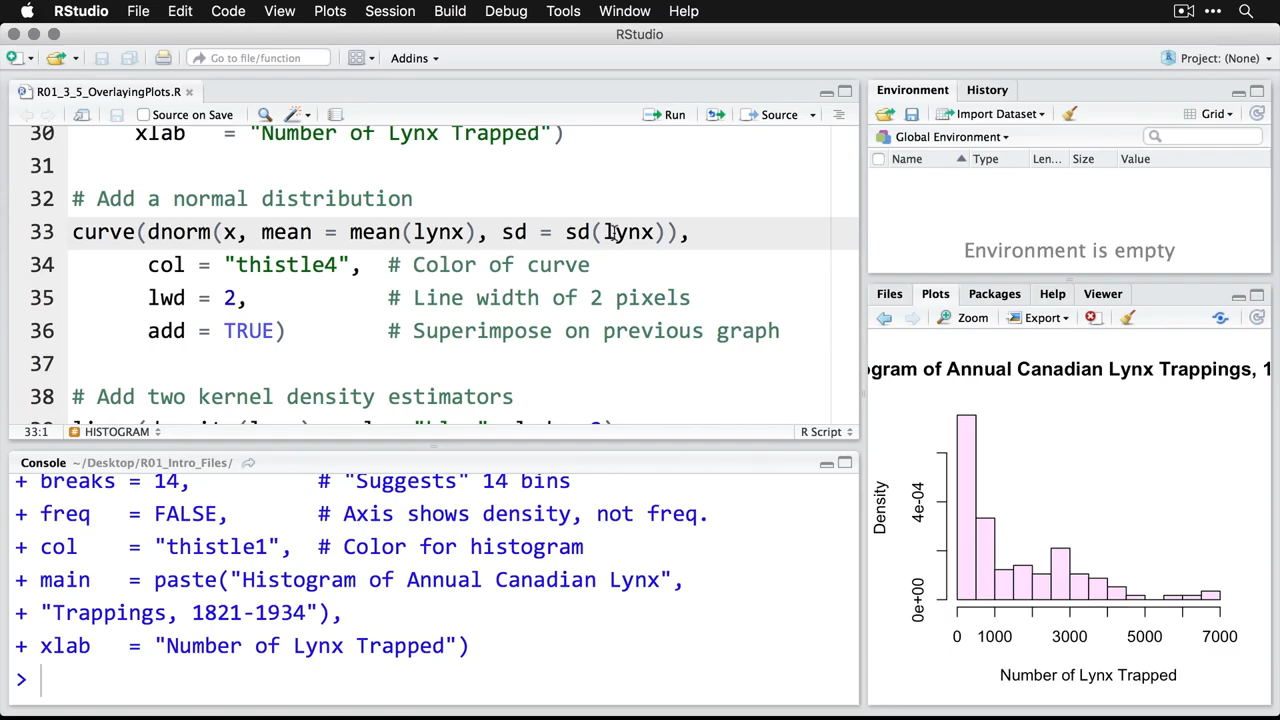 RStudio File Edit Code View Plots Session Build Debug Tools Window Help
RStudio
Go to file/function Addins Project: (None)
R01_3_5_OverlayingPlots.R
Source on Save Run Source
30 xlab = "Number of Lynx Trapped")
31
32 # Add a normal distribution
33 curve(dnorm(x, mean = mean(lynx), sd = sd(lynx)),
34 col = "thistle4", # Color of curve
35 lwd = 2, # Line width of 2 pixels
36 add = TRUE) # Superimpose on previous graph
37
38 # Add two kernel density estimators
33:1 # HISTOGRAM R Script
Console ~/Desktop/R01_Intro_Files/
+ breaks = 14, # "Suggests" 14 bins
+ freq = FALSE, # Axis shows density, not freq.
+ col = "thistle1", # Color for histogram
+ main = paste("Histogram of Annual Canadian Lynx",
+ "Trappings, 1821-1934"),
+ xlab = "Number of Lynx Trapped")
>
Environment History
Import Dataset Grid
Global Environment
Name Type Len... Size Value
Environment is empty
Files Plots Packages Help Viewer
Zoom Export
ogram of Annual Canadian Lynx Trappings, 1
Density
4e-04
0e+00
0 1000 3000 5000 7000
Number of Lynx Trapped